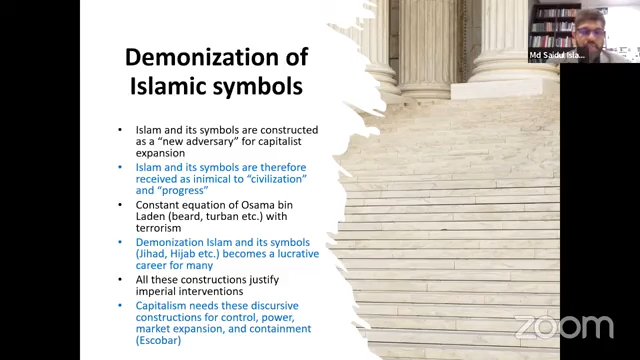 Demonization of
Islamic symbols
• Islam and its symbols are constructed
as a “new adversary” for capitalist
expansion
• Islam and its symbols are therefore
received as inimical to “civilization”
and “progress”
• Constant equation of Osama bin
Laden (beard, turban etc.) with
terrorism
• Demonization Islam and its symbols
(Jihad, Hijab etc.) becomes a lucrative
career for many
• All these constructions justify
imperial interventions
• Capitalism needs these discursive
constructions for control, power,
market expansion, and containment
(Escobar)
Md Saidul Isla...
zoom